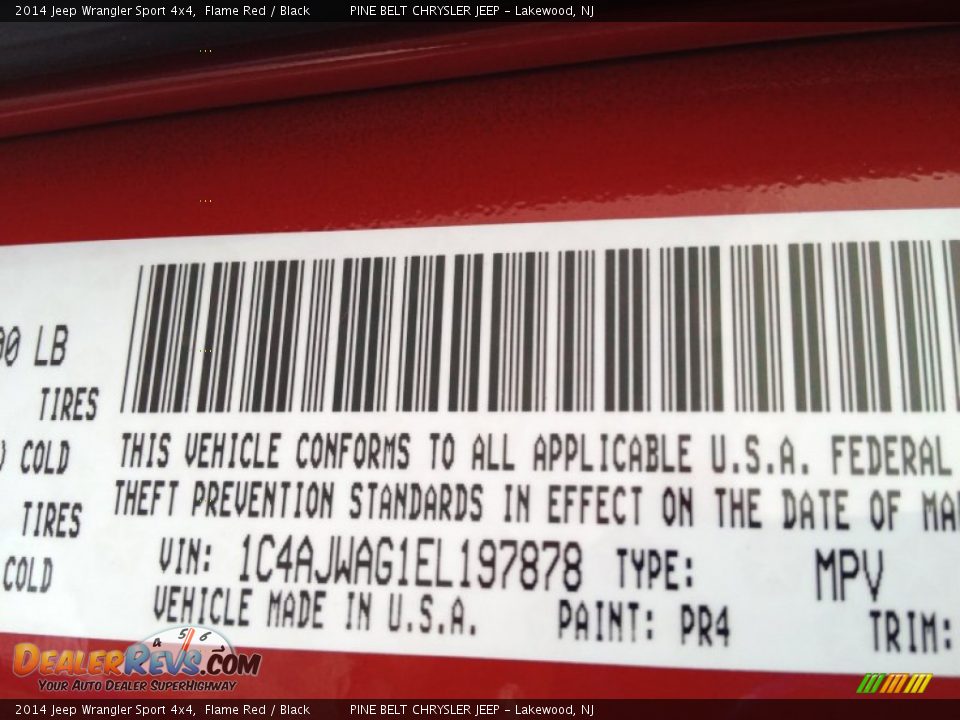 2014 Jeep Wrangler Sport 4x4, Flame Red / Black PINE BELT CHRYSLER JEEP - Lakewood, NJ
LB
TIRES
COLD
TIRES
COLD
THIS VEHICLE CONFORMS TO ALL APPLICABLE U.S.A. FEDERAL
THEFT PREVENTION STANDARDS IN EFFECT ON THE DATE OF
VIN: 1C4AJWAG1EL197878 TYPE: MPV
VEHICLE MADE IN U.S.A. PAINT: PR4 TRIM:
4 5 6
DEALERREVS.COM
YOUR AUTO DEALER SUPERHIGHWAY
2014 Jeep Wrangler Sport 4x4, Flame Red / Black PINE BELT CHRYSLER JEEP - Lakewood, NJ